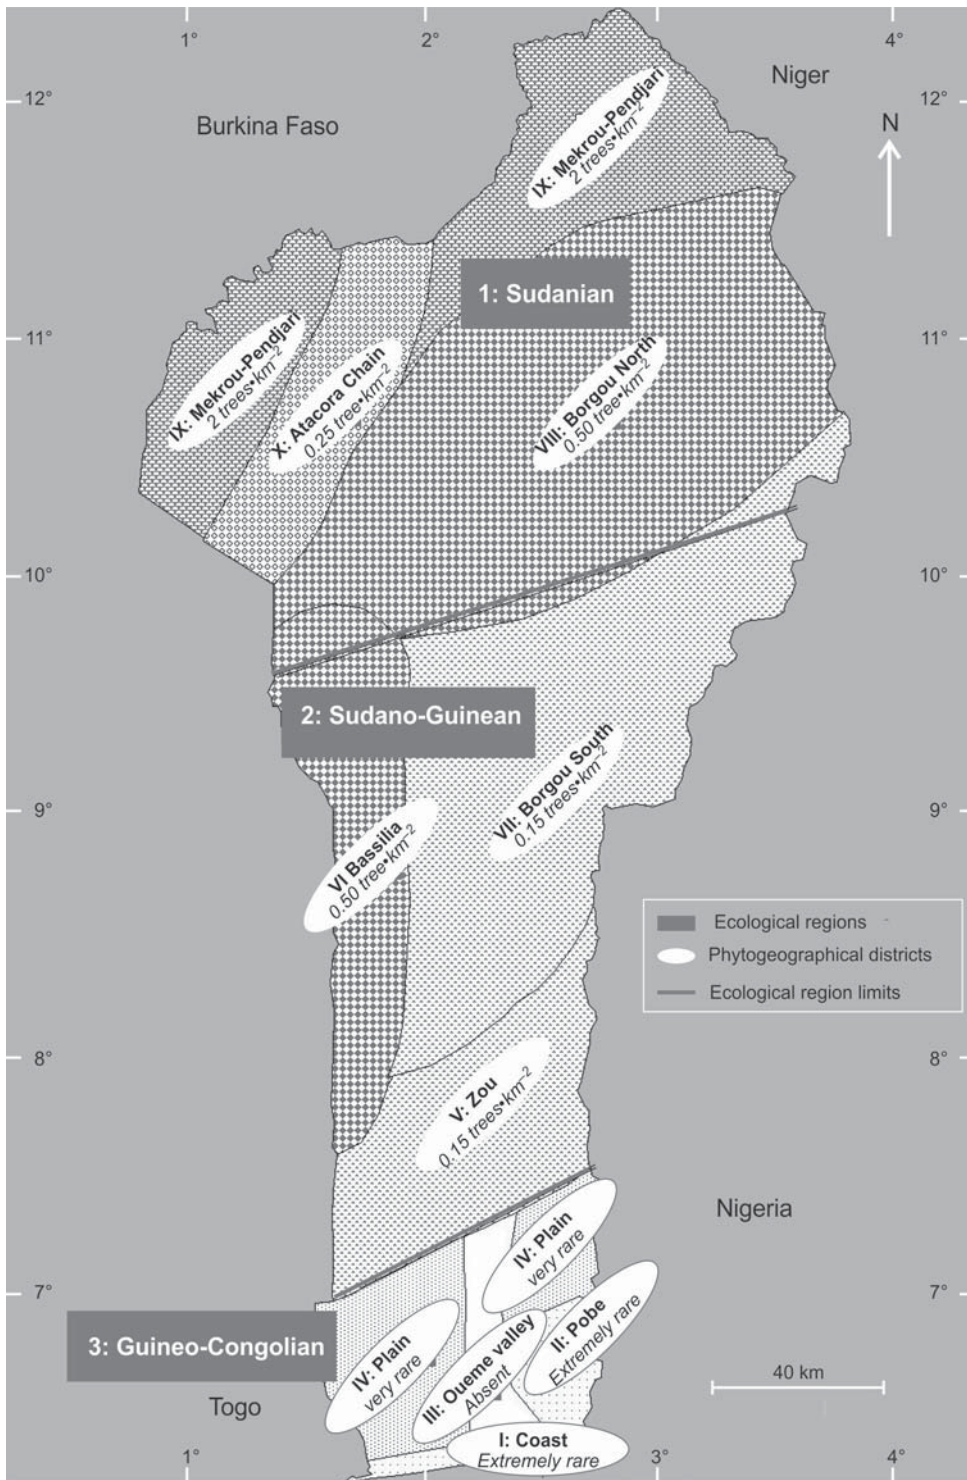 1° 2° 4°
Niger
12° 12°
Burkina Faso
N
IX: Mekrou-Pendjari
2 trees•km⁻²
1: Sudanian
11° 11°
IX: Mekrou-Pendjari
2 trees•km⁻²
X: Atacora Chain
0.25 tree•km⁻²
VIII: Borgou North
0.50 tree•km⁻²
10° 10°
2: Sudano-Guinean
9° 9°
VII: Borgou South
0.15 trees•km⁻²
VI Bassilia
0.50 tree•km⁻²
Ecological regions
Phytogeographical districts
Ecological region limits
8° 8°
V: Zou
0.15 trees•km⁻²
Nigeria
IV: Plain
very rare
7° 7°
3: Guineo-Congolian
IV: Plain
very rare
III: Oueme valley
Absent
II: Pobe
Extremely rare
40 km
Togo
I: Coast
Extremely rare
1° 3° 4°